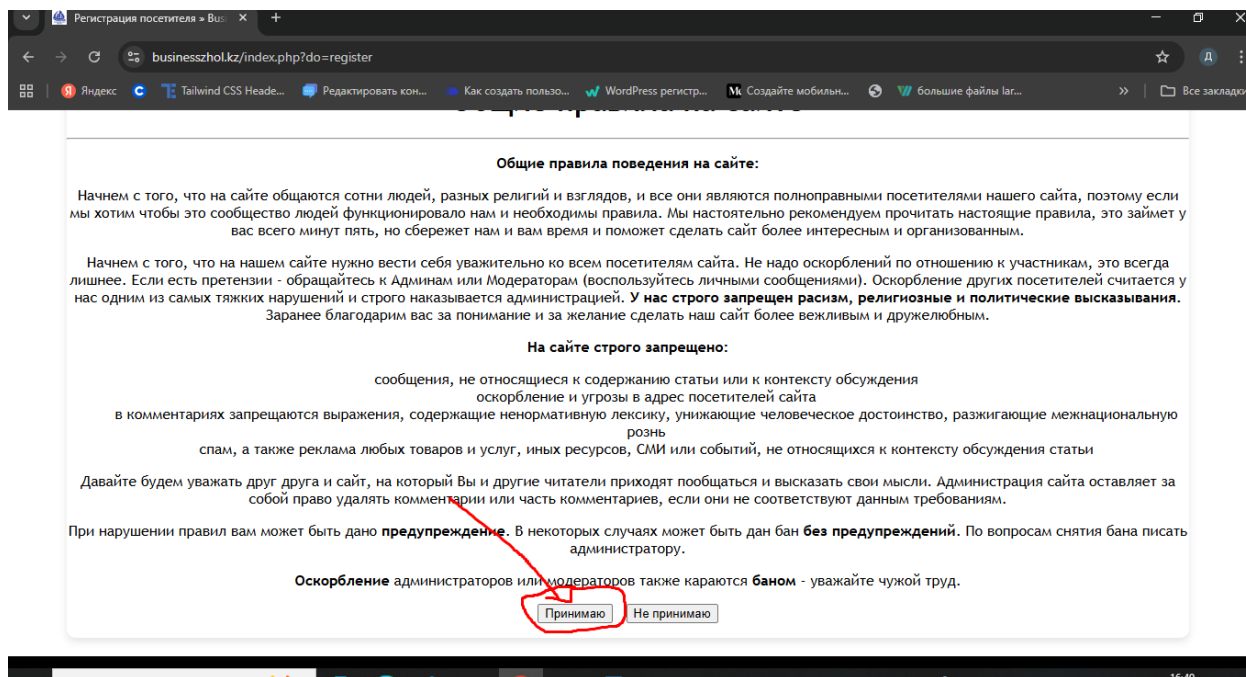 Регистрация посетителя » Busi
businesszhol.kz/index.php?do=register
Д
Яндекс
Tailwind CSS Heade...
Редактировать кон...
Как создать пользо...
WordPress регистр...
Создайте мобильн...
большие файлы lar...
»
Все закладки
Общие правила на сайте
Общие правила поведения на сайте:
Начнем с того, что на сайте общаются сотни людей, разных религий и взглядов, и все они являются полноправными посетителями нашего сайта, поэтому если
мы хотим чтобы это сообщество людей функционировало нам и необходимы правила. Мы настоятельно рекомендуем прочитать настоящие правила, это займет у
вас всего минут пять, но сбережет нам и вам время и поможет сделать сайт более интересным и организованным.
Начнем с того, что на нашем сайте нужно вести себя уважительно ко всем посетителям сайта. Не надо оскорблений по отношению к участникам, это всегда
лишнее. Если есть претензии - обращайтесь к Админам или Модераторам (воспользуйтесь личными сообщениями). Оскорбление других посетителей считается у
нас одним из самых тяжких нарушений и строго наказывается администрацией. У нас строго запрещен расизм, религиозные и политические высказывания.
Заранее благодарим вас за понимание и за желание сделать наш сайт более вежливым и дружелюбным.
На сайте строго запрещено:
сообщения, не относящиеся к содержанию статьи или к контексту обсуждения
оскорбление и угрозы в адрес посетителей сайта
в комментариях запрещаются выражения, содержащие ненормативную лексику, унижающие человеческое достоинство, разжигающие межнациональную
рознь
спам, а также реклама любых товаров и услуг, иных ресурсов, СМИ или событий, не относящихся к контексту обсуждения статьи
Давайте будем уважать друг друга и сайт, на который Вы и другие читатели приходят пообщаться и высказать свои мысли. Администрация сайта оставляет за
собой право удалять комментарии или часть комментариев, если они не соответствуют данным требованиям.
При нарушении правил вам может быть дано предупреждение. В некоторых случаях может быть дан бан без предупреждений. По вопросам снятия бана писать
администратору.
Оскорбление администраторов или модераторов также караются баном - уважайте чужой труд.
Принимаю
Не принимаю
16:40